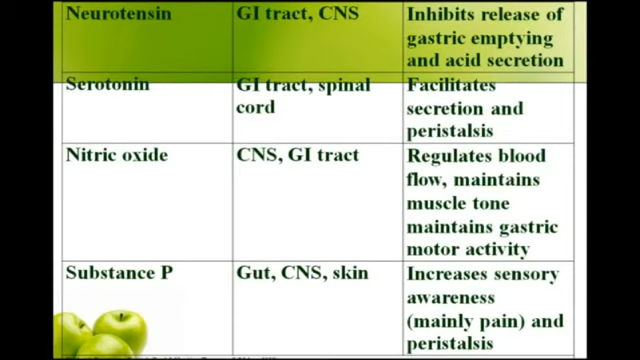 Neurotensin GI tract, CNS Inhibits release of
gastric emptying
and acid secretion
Serotonin GI tract, spinal Facilitates
cord secretion and
peristalsis
Nitric oxide CNS, GI tract Regulates blood
flow, maintains
muscle tone
maintains gastric
motor activity
Substance P Gut, CNS, skin Increases sensory
awareness
(mainly pain) and
peristalsis